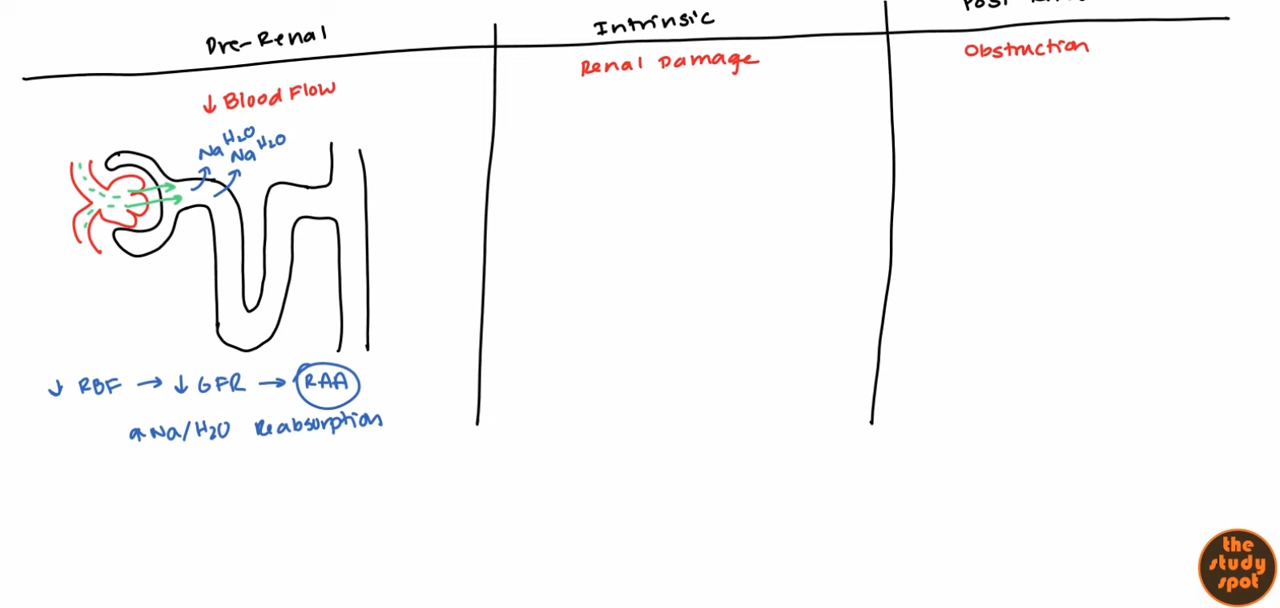 Pre-Renal
Intrinsic
Post
↓ Blood Flow
Renal Damage
Obstruction
Na H2O
Na H2O
↓ RBF → ↓ GFR → RAA
↑ Na/H2O Reabsorption
the
study
spot